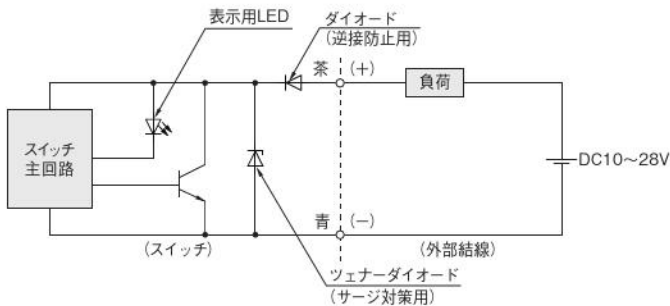 表示用LED
ダイオード
(逆接防止用)
茶
(+)
負荷
スイッチ
主回路
DC10～28V
青
(−)
(スイッチ)
(外部結線)
ツェナーダイオード
(サージ対策用)